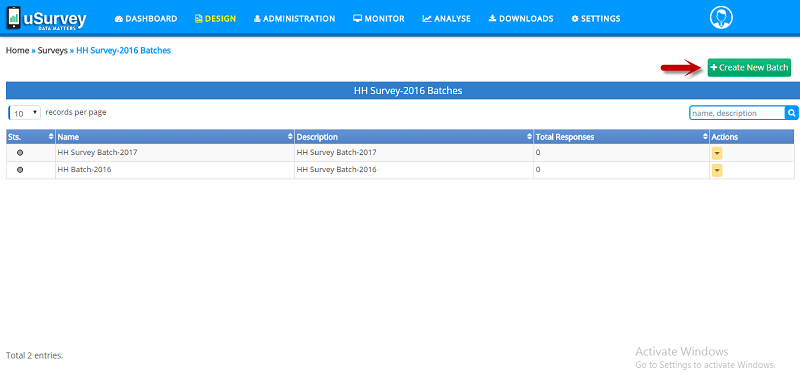 uSurvey
DATA MATTERS
DASHBOARD DESIGN ADMINISTRATION MONITOR ANALYSE DOWNLOADS SETTINGS
Home » Surveys » HH Survey-2016 Batches
+ Create New Batch
HH Survey-2016 Batches
10 records per page name, description
Sts. Name Description Total Responses Actions
HH Survey Batch-2017 HH Survey Batch-2017 0
HH Batch-2016 HH Survey Batch-2016 0
Total 2 entries.
Activate Windows
Go to Settings to activate Windows.